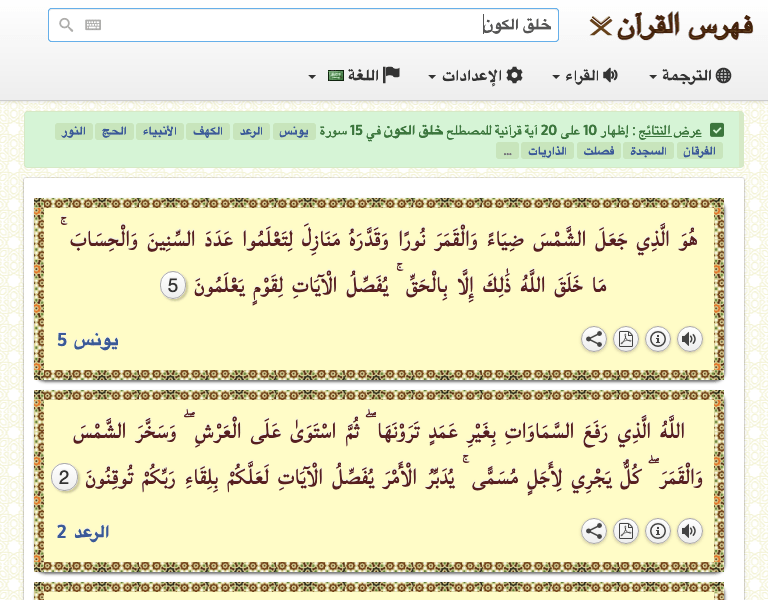 فهرس القرآن
خلق الكون
الترجمة
القراء
الإعدادات
اللغة
عرض النتائج : إظهار 10 على 20 آية قرآنية للمصطلح خلق الكون في 15 سورة يونس الرعد الكهف الأنبياء الحج النور
الفرقان السجدة فصلت الذاريات ...
هُوَ الَّذِي جَعَلَ الشَّمْسَ ضِيَاءً وَالْقَمَرَ نُورًا وَقَدَّرَهُ مَنَازِلَ لِتَعْلَمُوا عَدَدَ السِّنِينَ وَالْحِسَابَ ۚ
مَا خَلَقَ اللَّهُ ذَٰلِكَ إِلَّا بِالْحَقِّ ۚ يُفَصِّلُ الْآيَاتِ لِقَوْمٍ يَعْلَمُونَ 5
يونس 5
اللَّهُ الَّذِي رَفَعَ السَّمَاوَاتِ بِغَيْرِ عَمَدٍ تَرَوْنَهَا ۖ ثُمَّ اسْتَوَىٰ عَلَى الْعَرْشِ ۖ وَسَخَّرَ الشَّمْسَ
وَالْقَمَرَ ۖ كُلٌّ يَجْرِي لِأَجَلٍ مُسَمًّى ۚ يُدَبِّرُ الْأَمْرَ يُفَصِّلُ الْآيَاتِ لَعَلَّكُمْ بِلِقَاءِ رَبِّكُمْ تُوقِنُونَ 2
الرعد 2